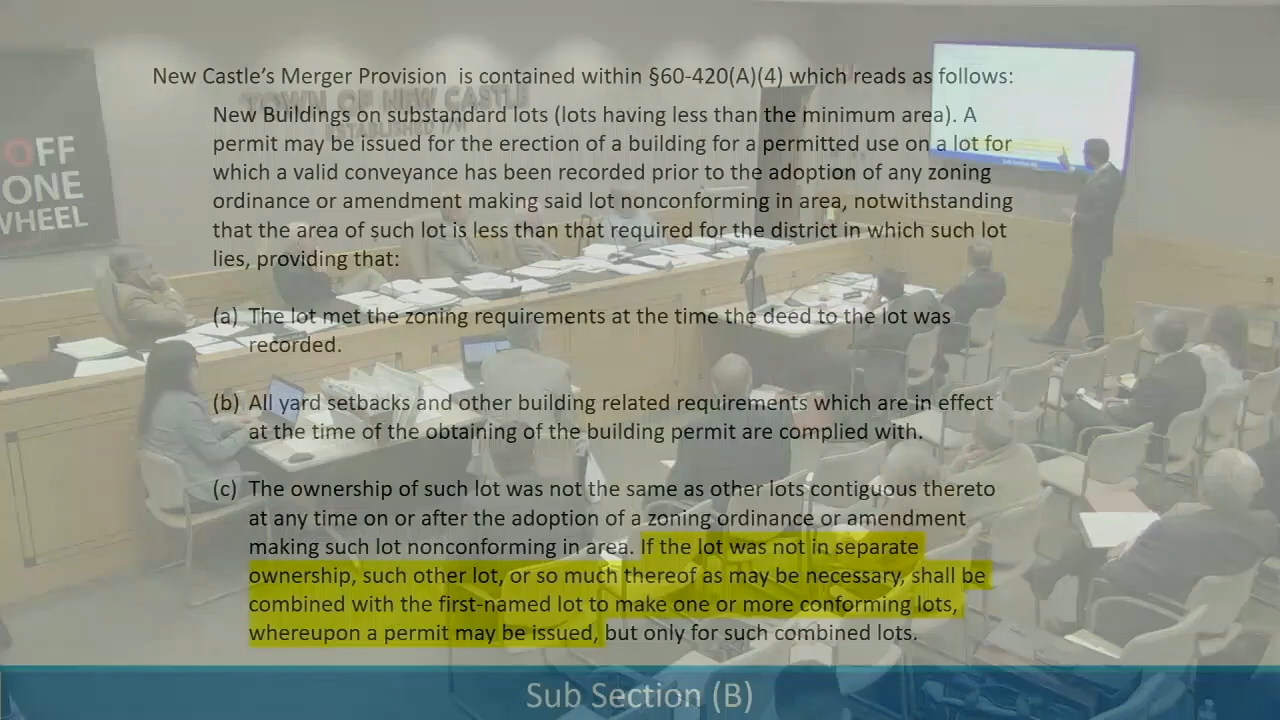 New Castle's Merger Provision is contained within §60-420(A)(4) which reads as follows:
New Buildings on substandard lots (lots having less than the minimum area). A
permit may be issued for the erection of a building for a permitted use on a lot for
which a valid conveyance has been recorded prior to the adoption of any zoning
ordinance or amendment making said lot nonconforming in area, notwithstanding
that the area of such lot is less than that required for the district in which such lot
lies, providing that:
(a) The lot met the zoning requirements at the time the deed to the lot was
recorded.
(b) All yard setbacks and other building related requirements which are in effect
at the time of the obtaining of the building permit are complied with.
(c) The ownership of such lot was not the same as other lots contiguous thereto
at any time on or after the adoption of a zoning ordinance or amendment
making such lot nonconforming in area. If the lot was not in separate
ownership, such other lot, or so much thereof as may be necessary, shall be
combined with the first-named lot to make one or more conforming lots,
whereupon a permit may be issued, but only for such combined lots.
Sub Section (B)
TOWN OF NEW CASTLE
ESTABLISHED 1791
OFF
ONE
WHEEL